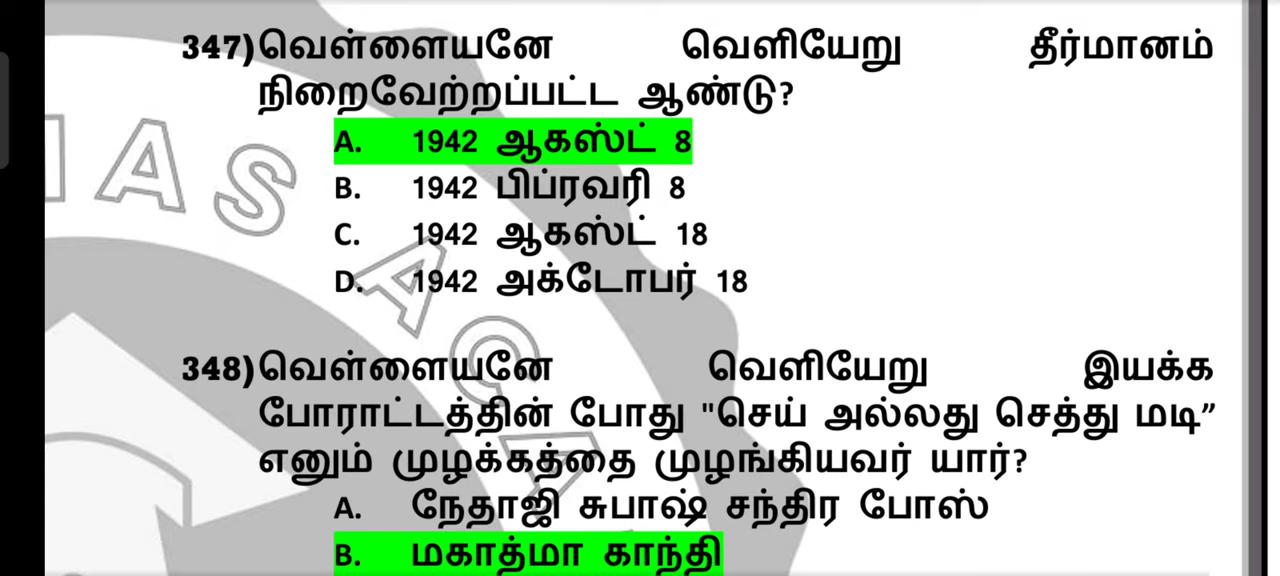 347) வெள்ளையனே வெளியேறு தீர்மானம்
நிறைவேற்றப்பட்ட ஆண்டு?
A. 1942 ஆகஸ்ட் 8
B. 1942 பிப்ரவரி 8
C. 1942 ஆகஸ்ட் 18
D. 1942 அக்டோபர் 18
348) வெள்ளையனே வெளியேறு இயக்க
போராட்டத்தின் போது "செய் அல்லது செத்து மடி”
எனும் முழக்கத்தை முழங்கியவர் யார்?
A. நேதாஜி சுபாஷ் சந்திர போஸ்
B. மகாத்மா காந்தி